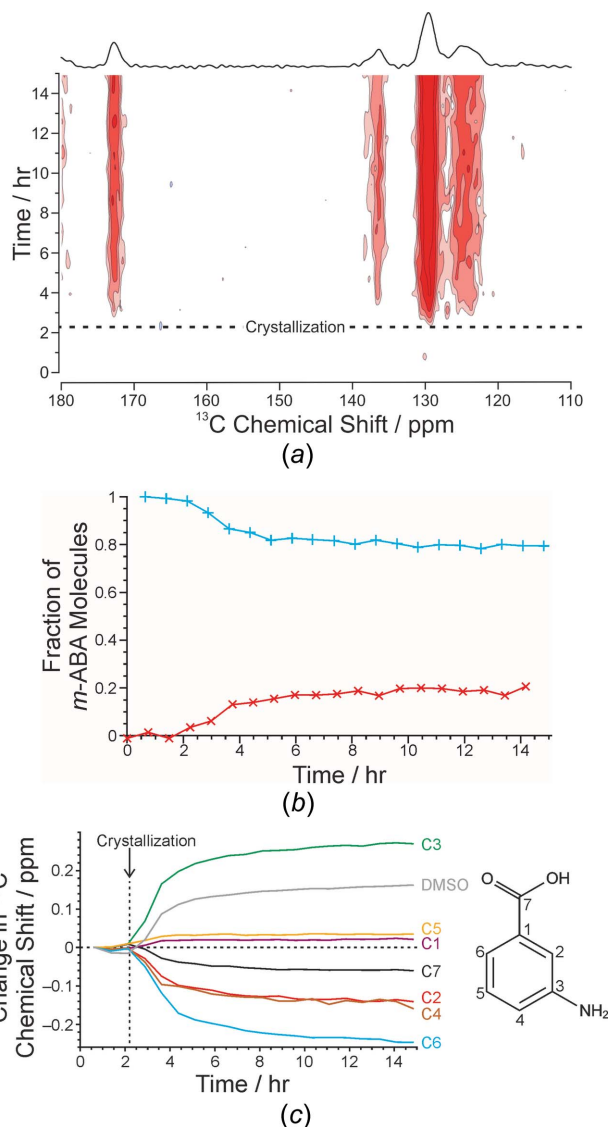 14
12
10
Time / hr
8
6
4
2
0
Crystallization
180 170 160 150 140 130 120 110
13C Chemical Shift / ppm
(a)
1
0.8
0.6
0.4
0.2
0
Fraction of
m-ABA Molecules
0 2 4 6 8 10 12 14
Time / hr
(b)
Crystallization
0.2
0.1
0
−0.1
−0.2
Chemical Shift / ppm
C3
DMSO
C5
C1
C7
C2
C4
C6
0 2 4 6 8 10 12 14
Time / hr
(c)
O
OH
7
1
6
2
5
3
4
NH2